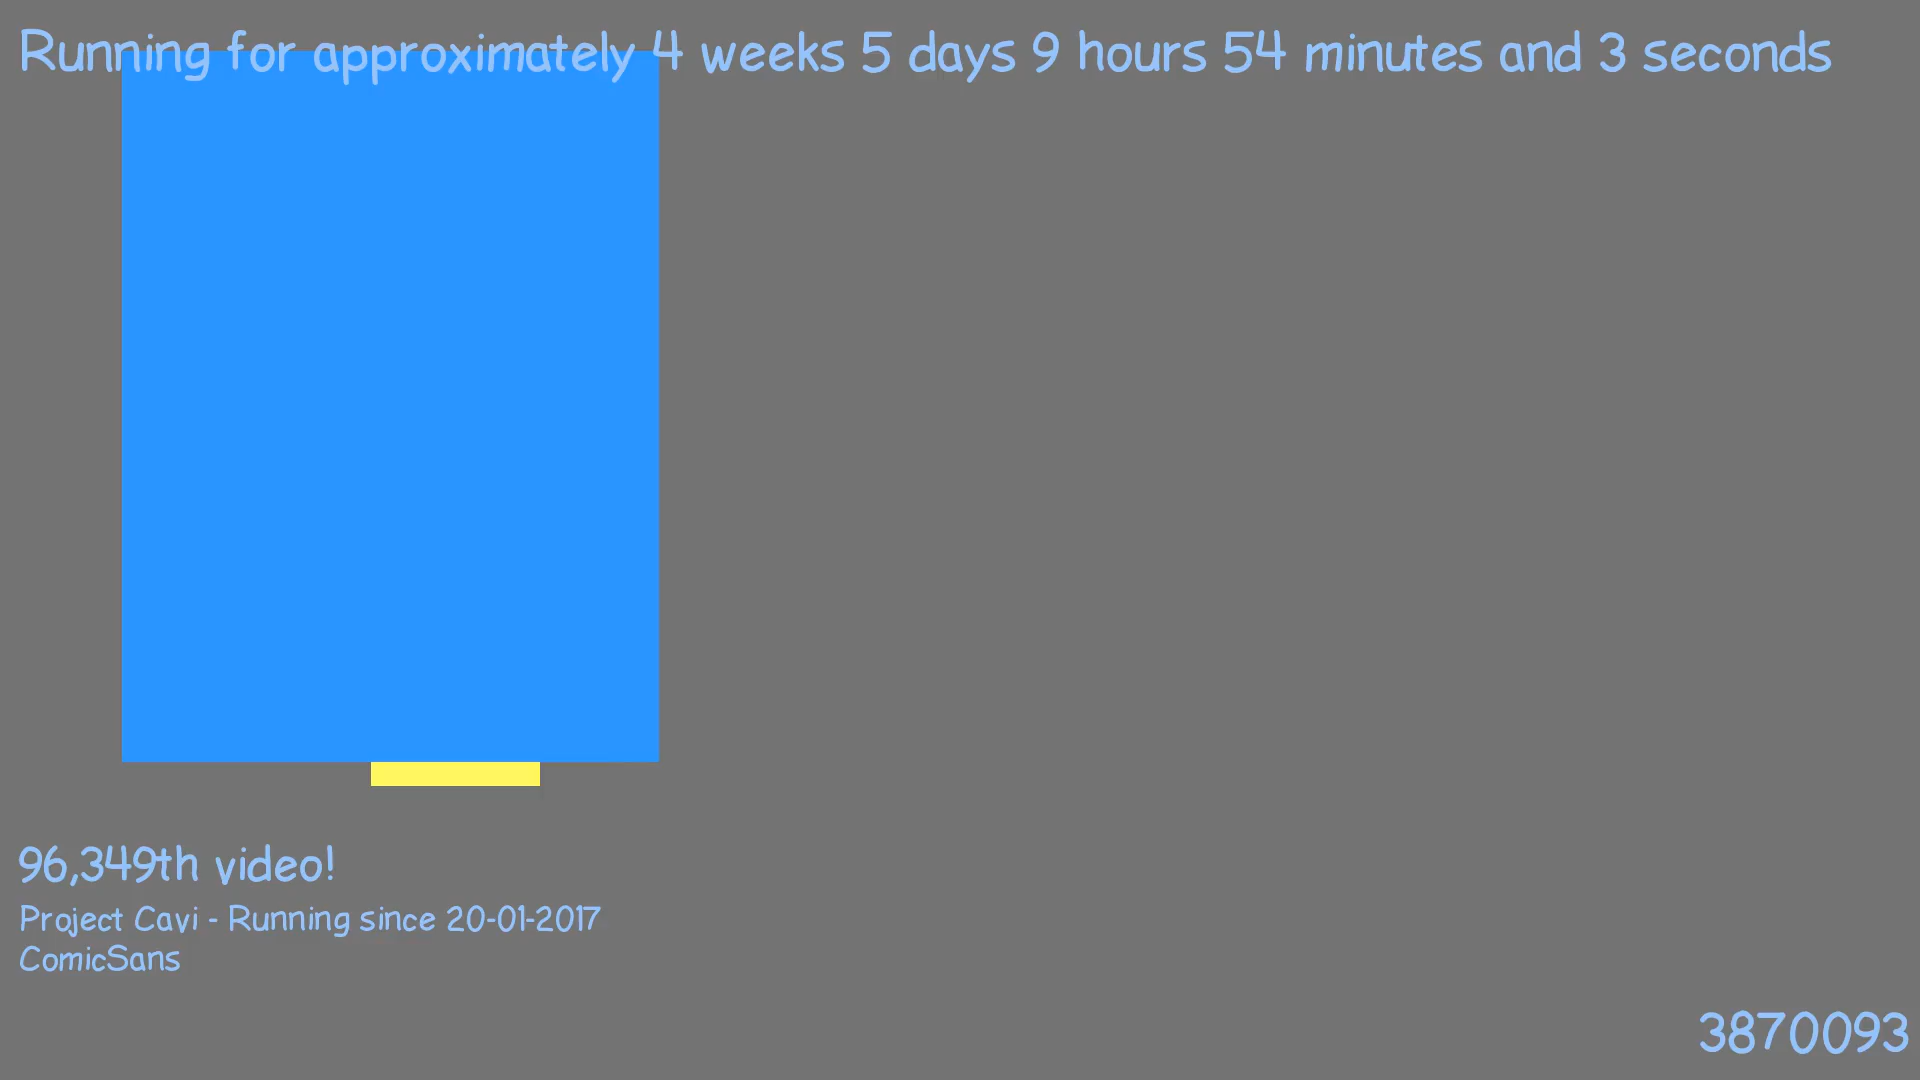 Running for approximately 4 weeks 5 days 9 hours 54 minutes and 3 seconds
96,349th video!
Project Cavi - Running since 20-01-2017
ComicSans
3870093